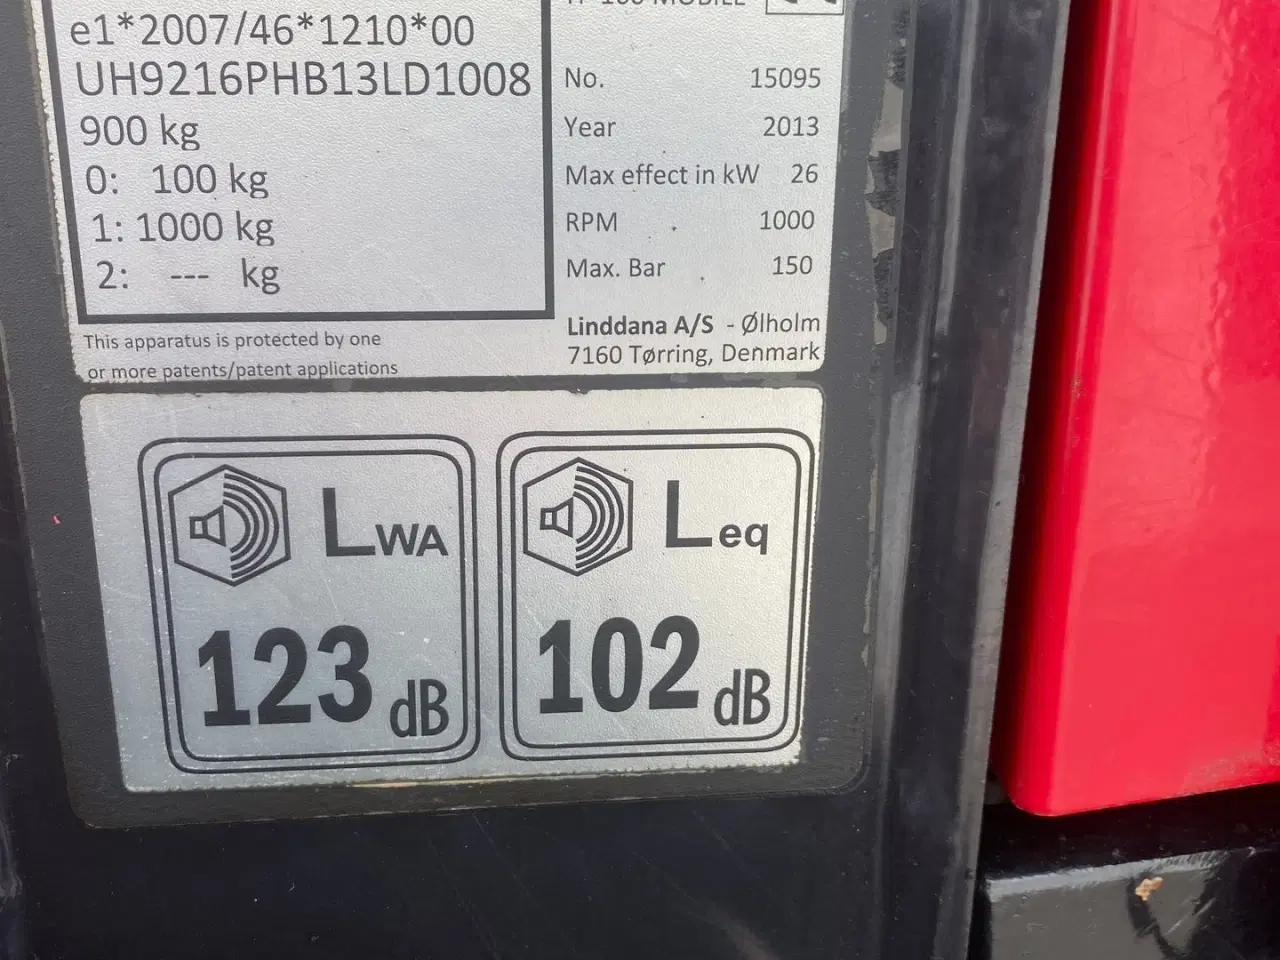 e1*2007/46*1210*00
UH9216PHB13LD1008
900 kg
0: 100 kg
1: 1000 kg
2: --- kg
This apparatus is protected by one
or more patents/patent applications
No. 15095
Year 2013
Max effect in kW 26
RPM 1000
Max. Bar 150
Linddana A/S - Ølholm
7160 Tørring, Denmark
LWA
123 dB
Leq
102 dB